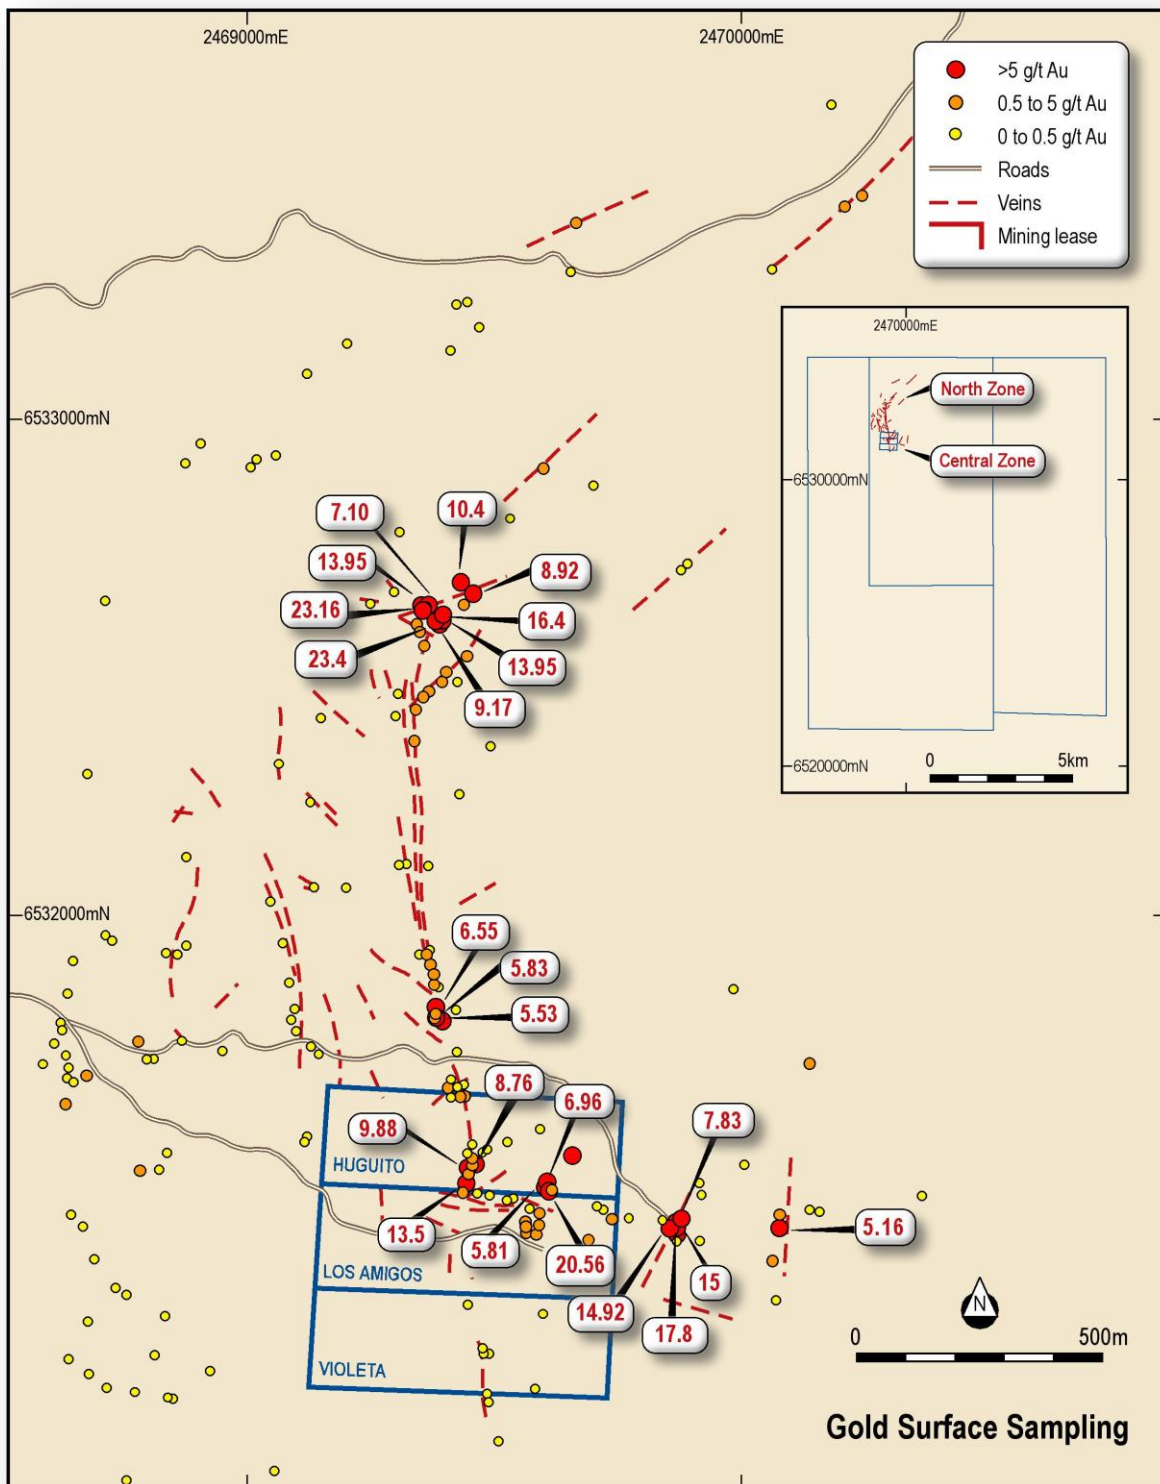 2469000mE
2470000mE
>5 g/t Au
0.5 to 5 g/t Au
0 to 0.5 g/t Au
Roads
Veins
Mining lease
2470000mE
North Zone
Central Zone
6530000mN
6520000mN
0 5km
6533000mN
7.10
10.4
13.95
8.92
23.16
16.4
23.4
13.95
9.17
6532000mN
6.55
5.83
5.53
8.76
6.96
9.88
7.83
HUGUITO
13.5
5.81
20.56
5.16
LOS AMIGOS
15
14.92
17.8
VIOLETA
N
0 500m
Gold Surface Sampling